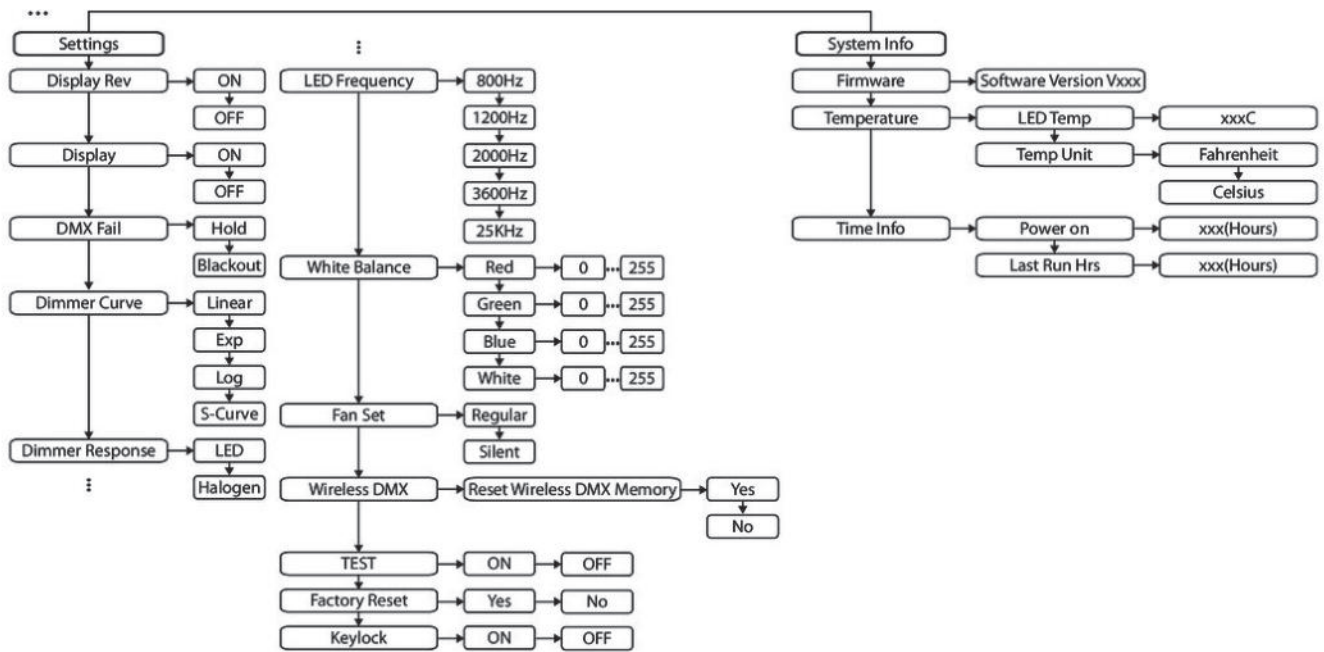 ...
Settings
Display Rev
ON
OFF
Display
ON
OFF
DMX Fail
Hold
Blackout
Dimmer Curve
Linear
Exp
Log
S-Curve
Dimmer Response
LED
Halogen
...
...
LED Frequency
800Hz
1200Hz
2000Hz
3600Hz
25KHz
White Balance
Red
0 ... 255
Green
0 ... 255
Blue
0 ... 255
White
0 ... 255
Fan Set
Regular
Silent
Wireless DMX
Reset Wireless DMX Memory
Yes
No
TEST
ON
OFF
Factory Reset
Yes
No
Keylock
ON
OFF
System Info
Firmware
Software Version Vxxx
Temperature
LED Temp
xxxC
Temp Unit
Fahrenheit
Celsius
Time Info
Power on
xxx(Hours)
Last Run Hrs
xxx(Hours)